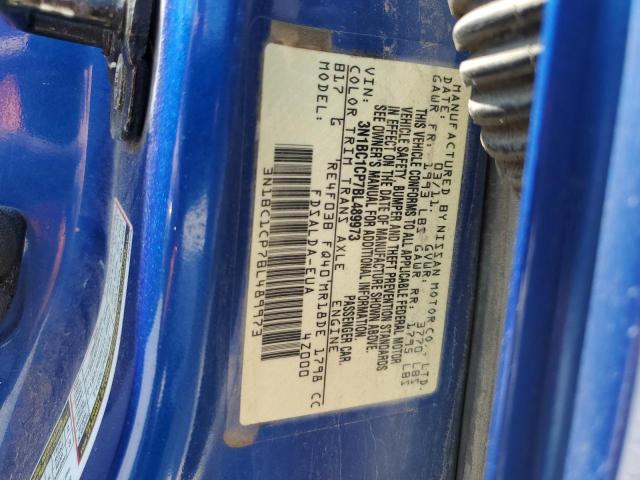 MANUFACTURED BY NISSAN MOTOR CO., LTD.
DATE: 03/11 GVWR: 3770 LBS
GAWR FR: 1993 LBS GAWR RR: 1795 LBS
THIS VEHICLE CONFORMS TO ALL APPLICABLE FEDERAL MOTOR
VEHICLE SAFETY, BUMPER AND THEFT PREVENTION STANDARDS
IN EFFECT ON THE DATE OF MANUFACTURE SHOWN ABOVE.
SEE OWNER'S MANUAL FOR ADDITIONAL INFORMATION.
VIN: 3N1BC1CP7BL489973 PASSENGER CAR
COLOR TRIM TRANS AXLE ENGINE
B17 G RE4F03B FQ40 MR18DE 1798 CC
MODEL: FDSALDA-EUA 4Z000
3N1BC1CP7BL489973